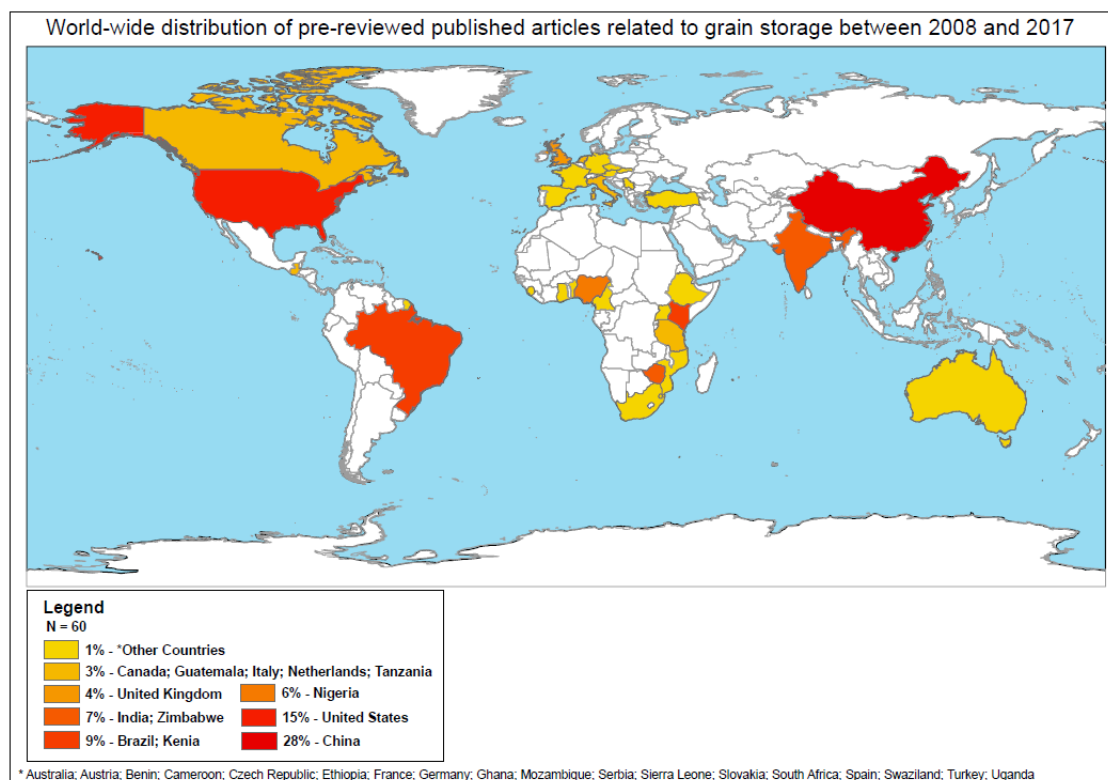 World-wide distribution of pre-reviewed published articles related to grain storage between 2008 and 2017
Legend
N = 60
1% - *Other Countries
3% - Canada; Guatemala; Italy; Netherlands; Tanzania
4% - United Kingdom
6% - Nigeria
7% - India; Zimbabwe
15% - United States
9% - Brazil; Kenia
28% - China
* Australia; Austria; Benin; Cameroon; Czech Republic; Ethiopia; France; Germany; Ghana; Mozambique; Serbia; Sierra Leone; Slovakia; South Africa; Spain; Swaziland; Turkey; Uganda